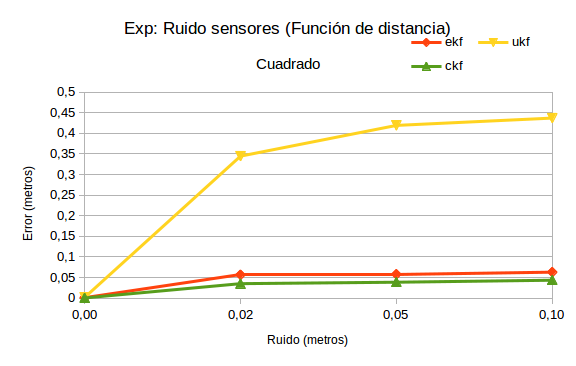 Exp: Ruido sensores (Función de distancia)
ekf
ukf
ckf
Cuadrado
0,5
0,45
0,4
0,35
0,3
0,25
0,2
0,15
0,1
0,05
0
Error (metros)
0,00
0,02
0,05
0,10
Ruido (metros)